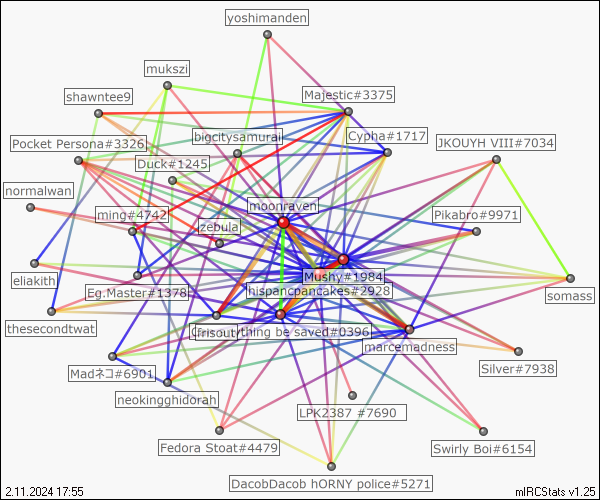 yoshimanden
mukszi
shawntee9
Majestic#3375
bigcitysamurai
Cypha#1717
Pocket Persona#3326
JKOUYH VIII#7034
Duck#1245
normalwan
moonraven
ming#4742
Pikabro#9971
zebula
eliakith
Mushy#1984
Eg.Master#1378
hispancpancakes#2928
somass
thesecondtwat
thing be saved#0396
marcemadness
Madネコ#6901
Silver#7938
neokingghidorah
LPK2387 #7690
Fedora Stoat#4479
Swirly Boi#6154
DacobDacob hORNY police#5271
2.11.2024 17:55
mIRCStats v1.25